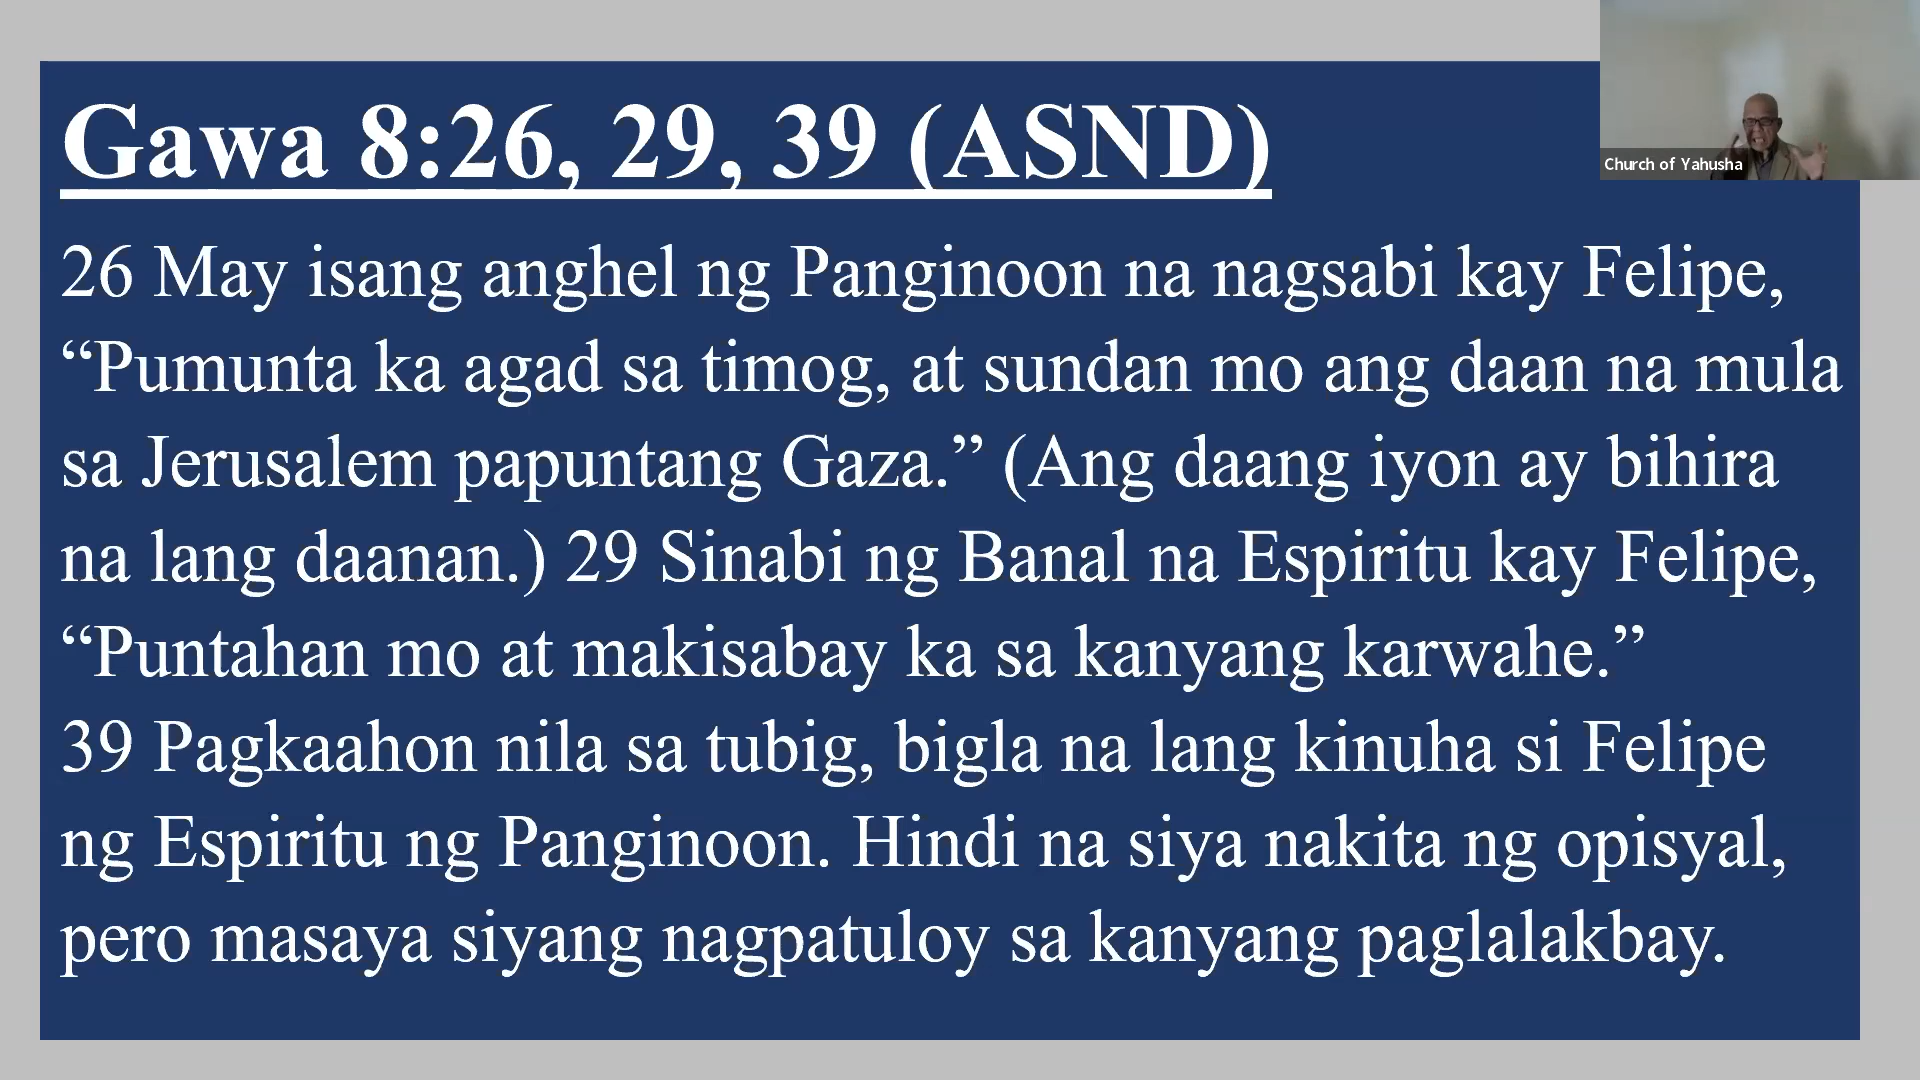 Gawa 8:26, 29, 39 (ASND)
Church of Yahusha
26 May isang anghel ng Panginoon na nagsabi kay Felipe,
“Pumunta ka agad sa timog, at sundan mo ang daan na mula
sa Jerusalem papuntang Gaza.” (Ang daang iyon ay bihira
na lang daanan.) 29 Sinabi ng Banal na Espiritu kay Felipe,
“Puntahan mo at makisabay ka sa kanyang karwahe.”
39 Pagkaahon nila sa tubig, bigla na lang kinuha si Felipe
ng Espiritu ng Panginoon. Hindi na siya nakita ng opisyal,
pero masaya siyang nagpatuloy sa kanyang paglalakbay.